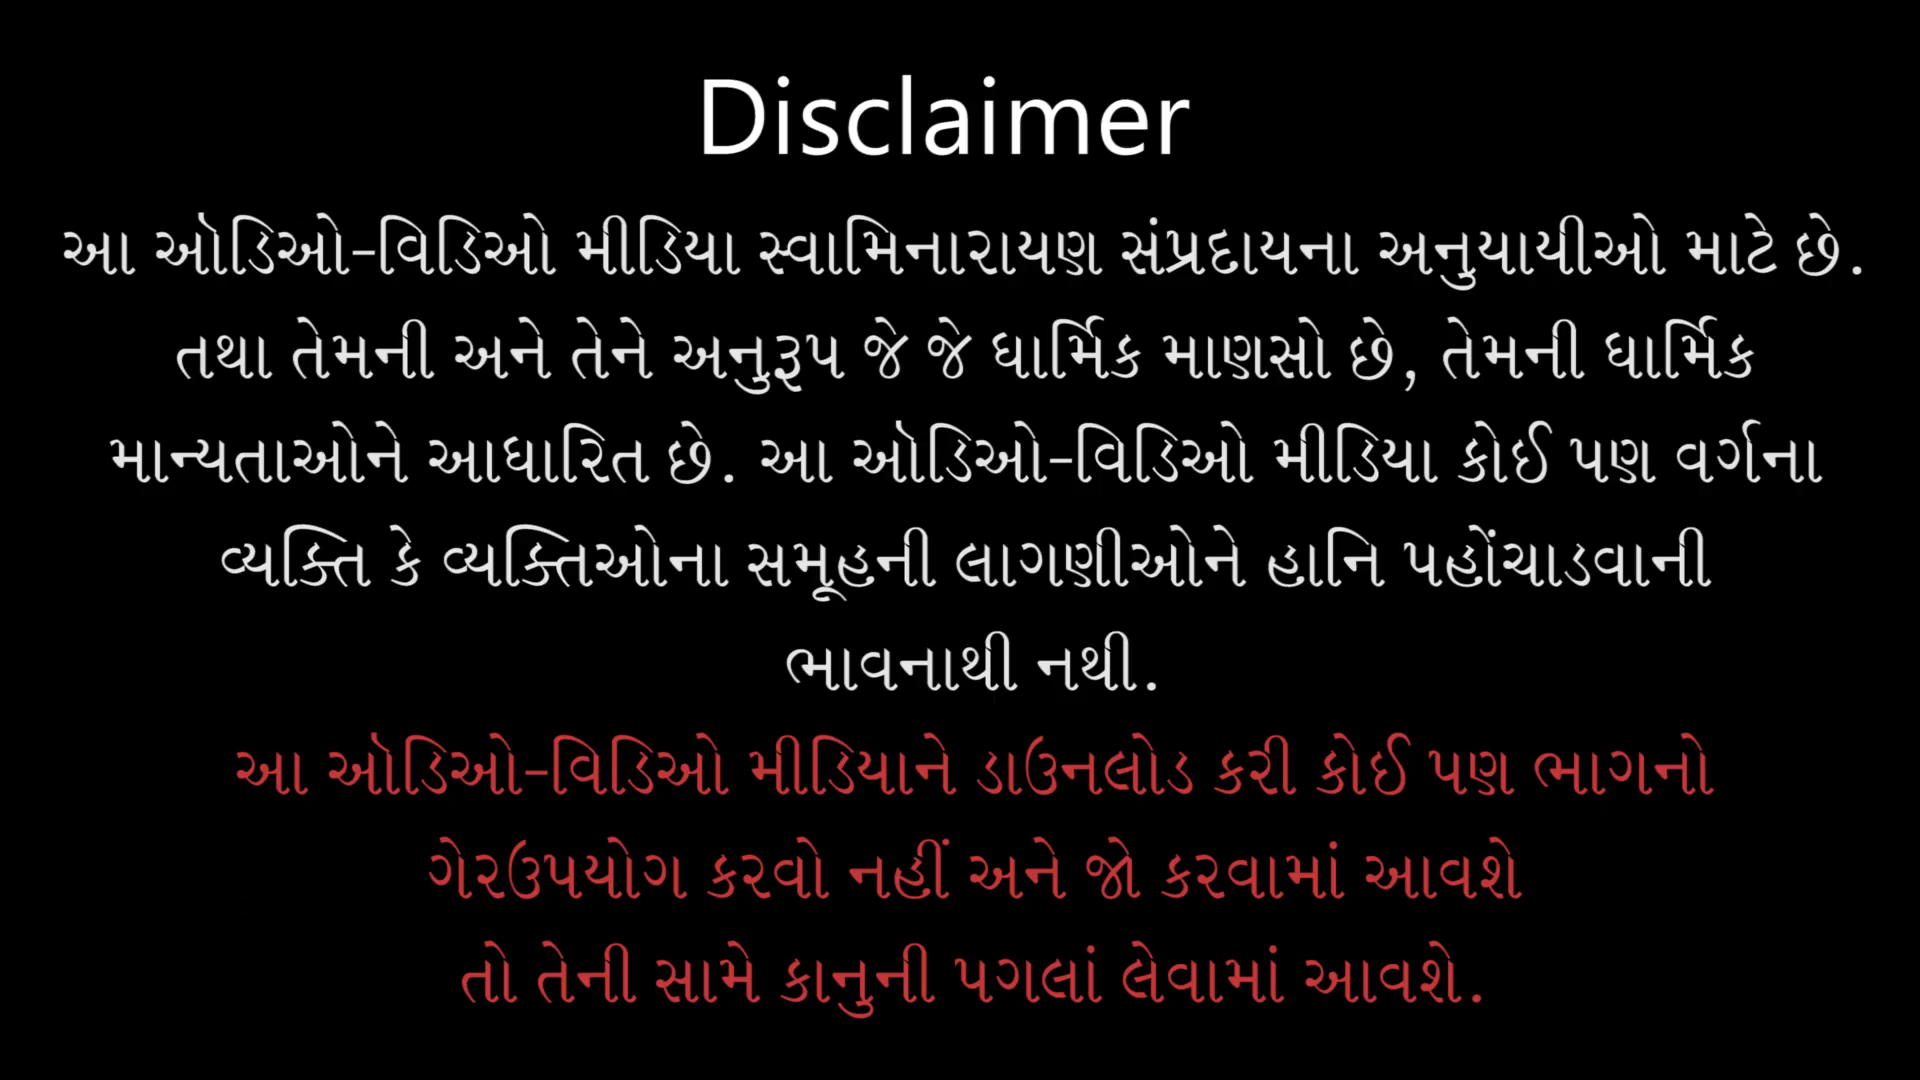 Disclaimer
આ ઑડિઓ-વિડિઓ મીડિયા સ્વામિનારાયણ સંપ્રદાયના અનુયાયીઓ માટે છે.
તથા તેમની અને તેને અનુરૂપ જે જે ધાર્મિક માણસો છે, તેમની ધાર્મિક
માન્યતાઓને આધારિત છે. આ ઑડિઓ-વિડિઓ મીડિયા કોઈ પણ વર્ગના
વ્યક્તિ કે વ્યક્તિઓના સમૂહની લાગણીઓને હાનિ પહોંચાડવાની
ભાવનાથી નથી.
આ ઑડિઓ-વિડિઓ મીડિયાને ડાઉનલોડ કરી કોઈ પણ ભાગનો
ગેરઉપયોગ કરવો નહીં અને જો કરવામાં આવશે
તો તેની સામે કાનુની પગલાં લેવામાં આવશે.